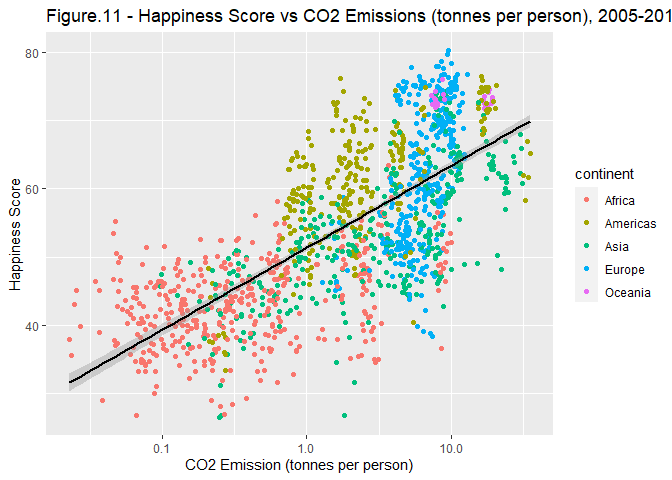 Figure.11 - Happiness Score vs CO2 Emissions (tonnes per person), 2005-201
80
60
40
Happiness Score
0.1
1.0
10.0
CO2 Emission (tonnes per person)
continent
Africa
Americas
Asia
Europe
Oceania